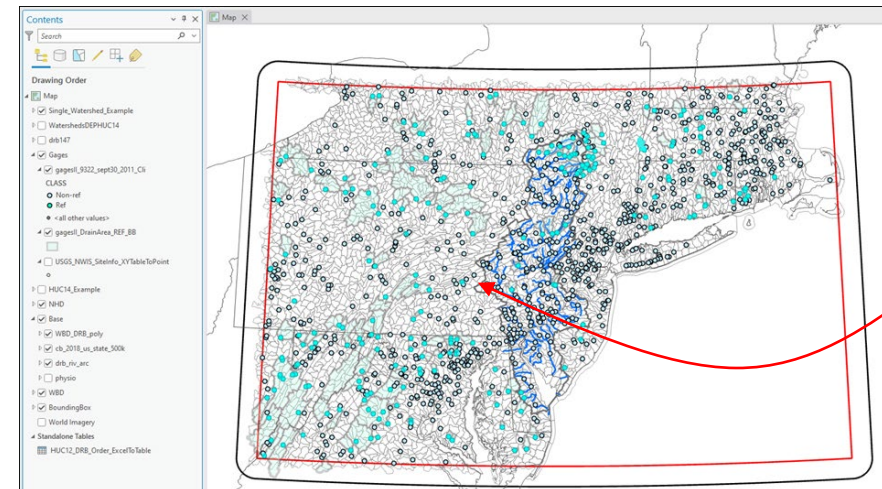 Contents
Map
Search
Drawing Order
Map
Single_Watershed_Example
WatershedsDEPHUC14
drb147
Gages
gagesII_9322_sept30_2011_Cli
CLASS
Non-ref
Ref
<all other values>
gagesII_DrainArea_REF_BB
USGS_NWIS_SiteInfo_XYTableToPoint
HUC14_Example
NHD
Base
WBD_DRB_poly
cb_2018_us_state_500k
drb_riv_arc
physio
WBD
BoundingBox
World Imagery
Standalone Tables
HUC12_DRB_Order_ExcelToTable